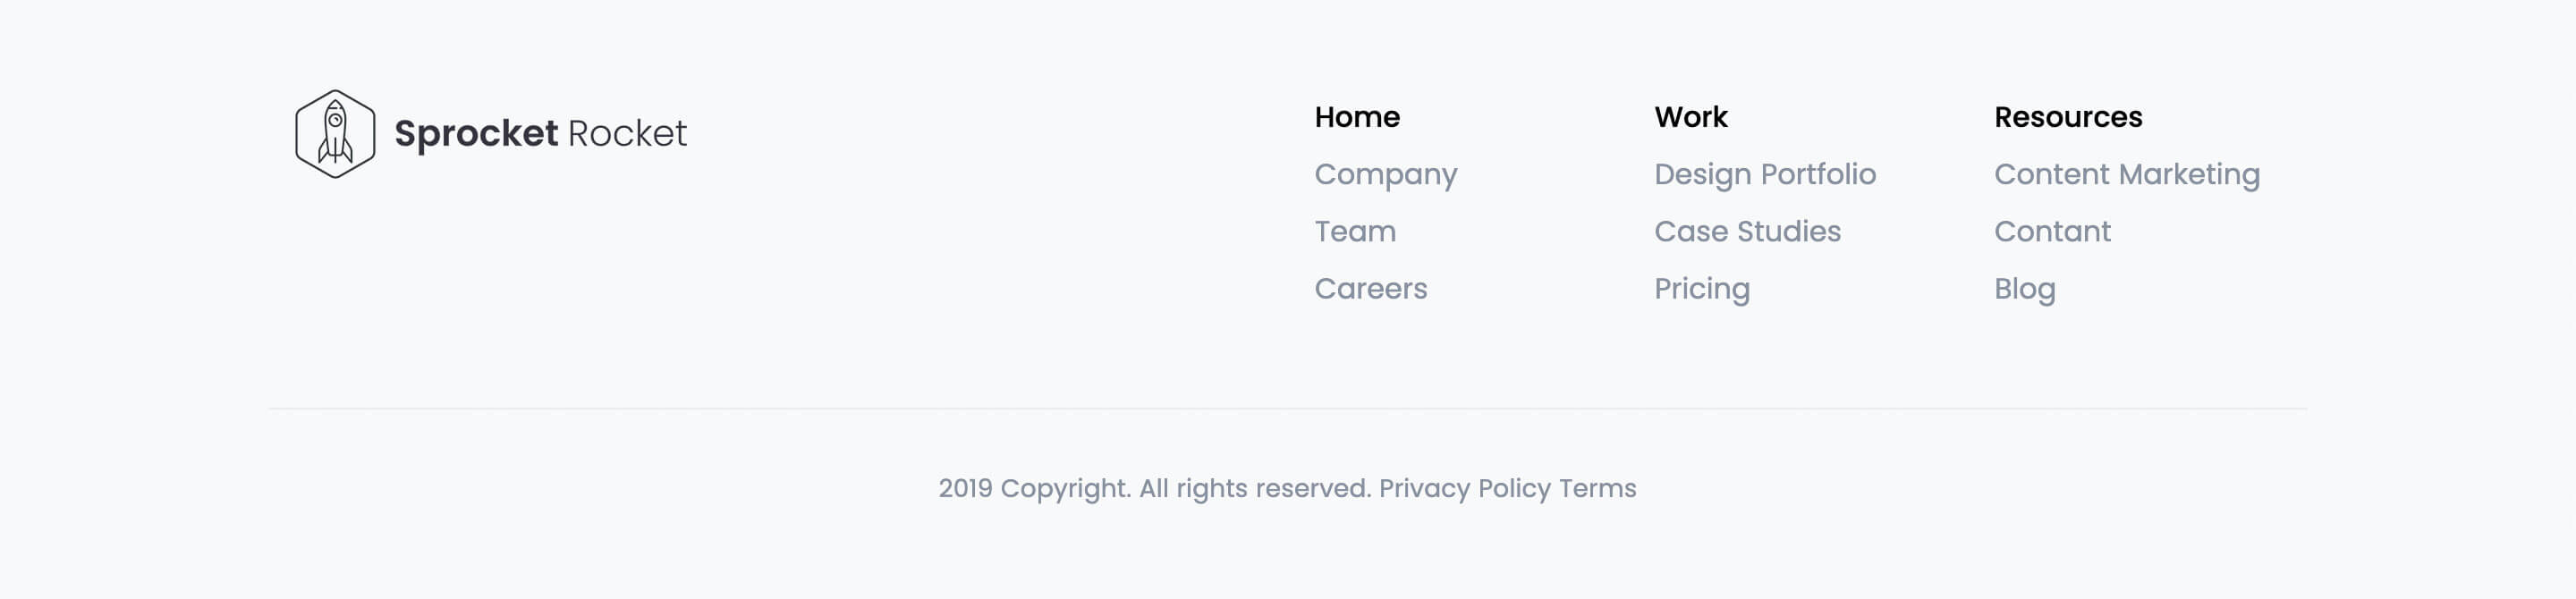 Sprocket Rocket
Home
Company
Team
Careers
Work
Design Portfolio
Case Studies
Pricing
Resources
Content Marketing
Contant
Blog
2019 Copyright. All rights reserved. Privacy Policy Terms